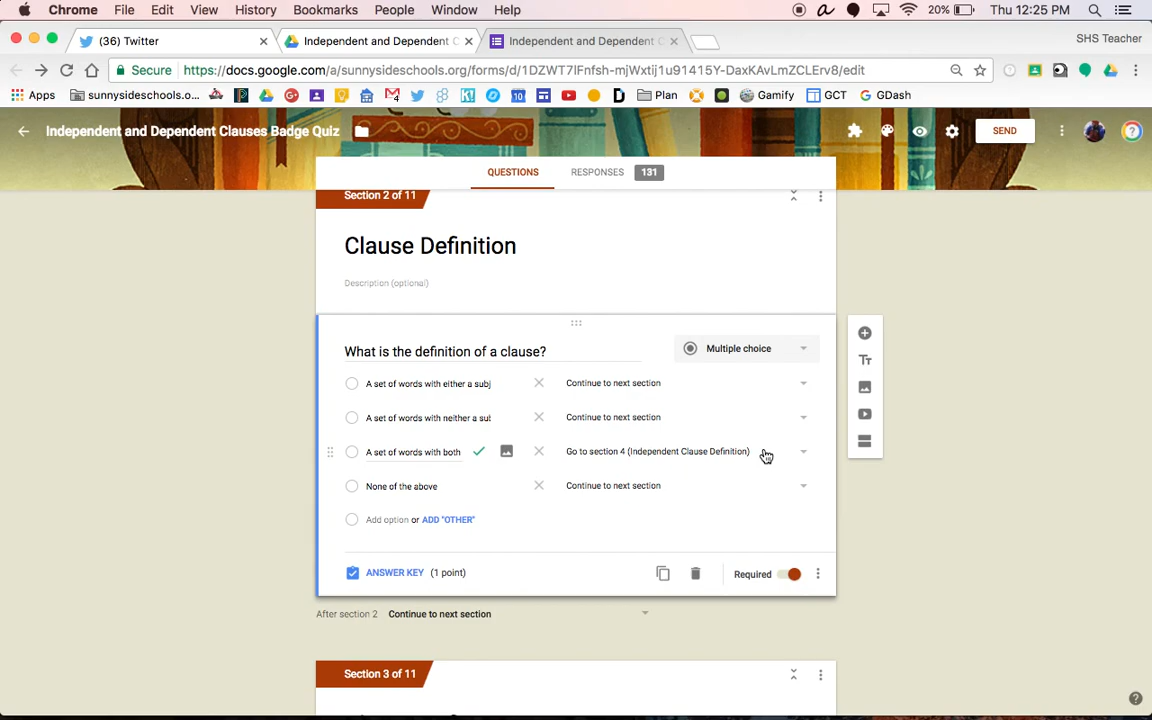 Chrome File Edit View History Bookmarks People Window Help 20% Thu 12:25 PM
(36) Twitter Independent and Dependent C Independent and Dependent C SHS Teacher
Secure https://docs.google.com/a/sunnysideschools.org/forms/d/1DZWT7lFnfsh-mjWxtij1u91415Y-DaxKAvLmZCLErv8/edit
Apps sunnysideschools.o... Plan Gamify GCT GDash
Independent and Dependent Clauses Badge Quiz SEND
QUESTIONS RESPONSES 131
Section 2 of 11
Clause Definition
Description (optional)
What is the definition of a clause? Multiple choice
A set of words with either a subj Continue to next section
A set of words with neither a sub Continue to next section
A set of words with both Go to section 4 (Independent Clause Definition)
None of the above Continue to next section
Add option or ADD "OTHER"
ANSWER KEY (1 point) Required
After section 2 Continue to next section
Section 3 of 11